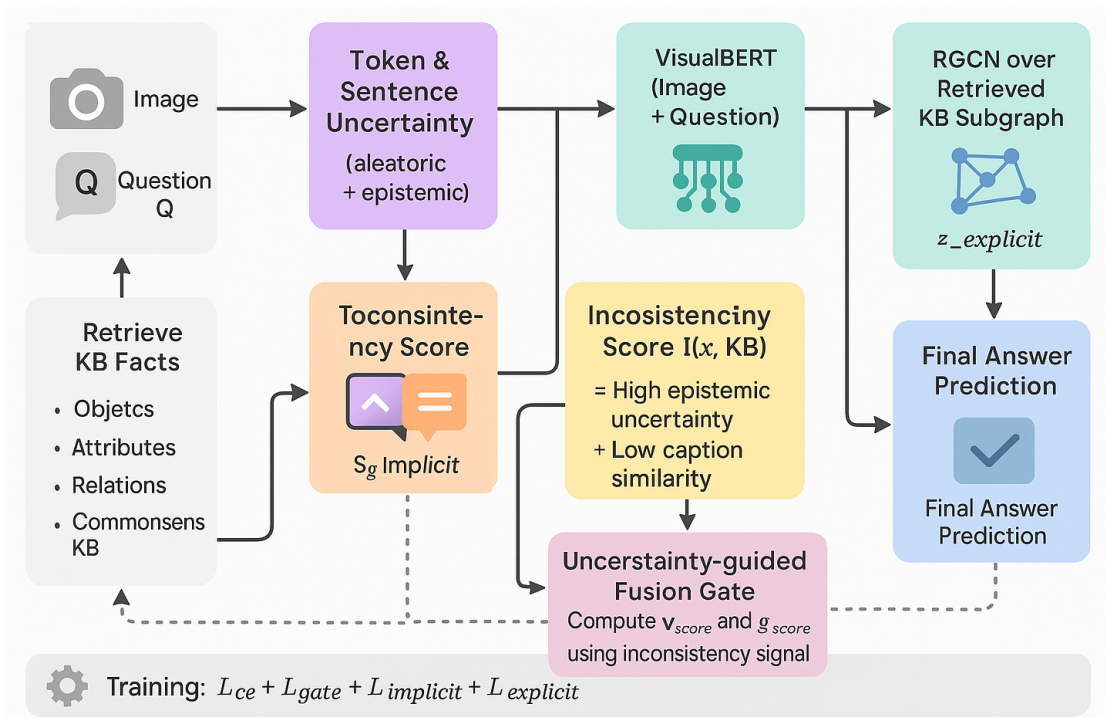 Image
Q
Question
Q
Token &
Sentence
Uncertainty
(aleatoric
+ epistemic)
VisualBERT
(Image
+ Question)
RGCN over
Retrieved
KB Subgraph
z_explicit
Retrieve
KB Facts
• Objetcs
• Attributes
• Relations
• Commonsens
KB
Toconsinte-
ncy Score
Sg Implicit
Incosistenciny
Score I(x, KB)
= High epistemic
uncertainty
+ Low caption
similarity
Final Answer
Prediction
Final Answer
Prediction
Uncerstainty-guided
Fusion Gate
Compute vscore and gscore
using inconsistency signal
Training: Lce + Lgate + Limplicit + Lexplicit